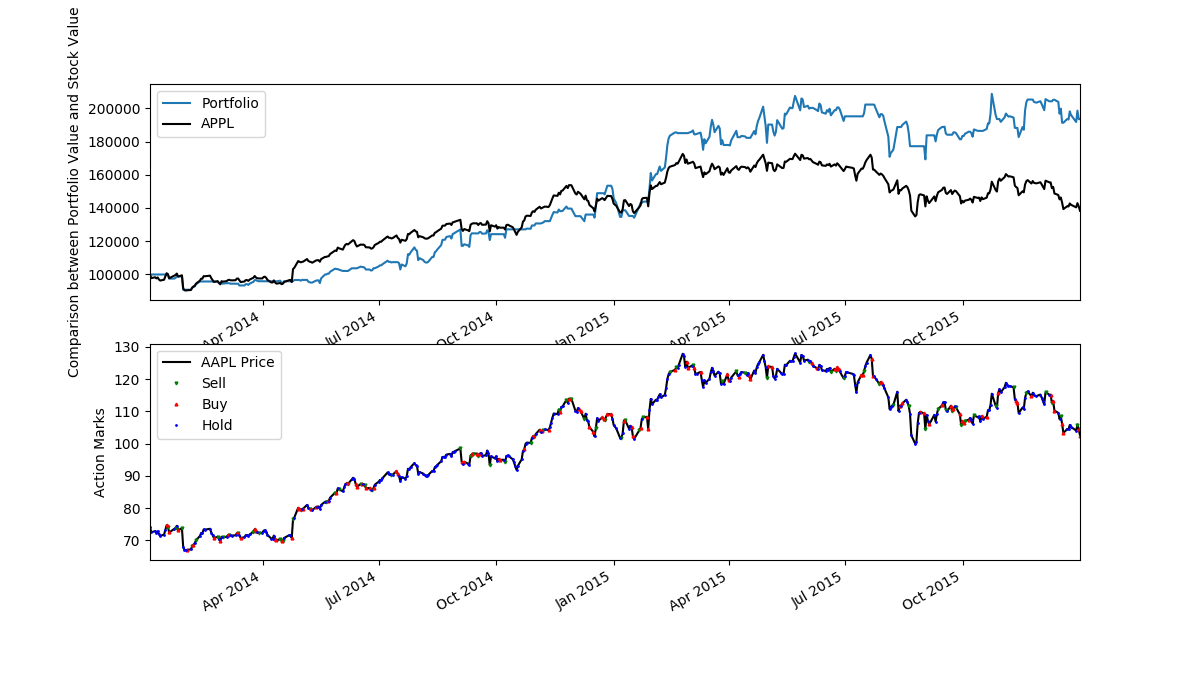 Comparison between Portfolio Value and Stock Value
200000
180000
160000
140000
120000
100000
Portfolio
APPL
Apr 2014
Jul 2014
Oct 2014
Jan 2015
Apr 2015
Jul 2015
Oct 2015
Action Marks
130
120
110
100
90
80
70
AAPL Price
Sell
Buy
Hold
Apr 2014
Jul 2014
Oct 2014
Jan 2015
Apr 2015
Jul 2015
Oct 2015